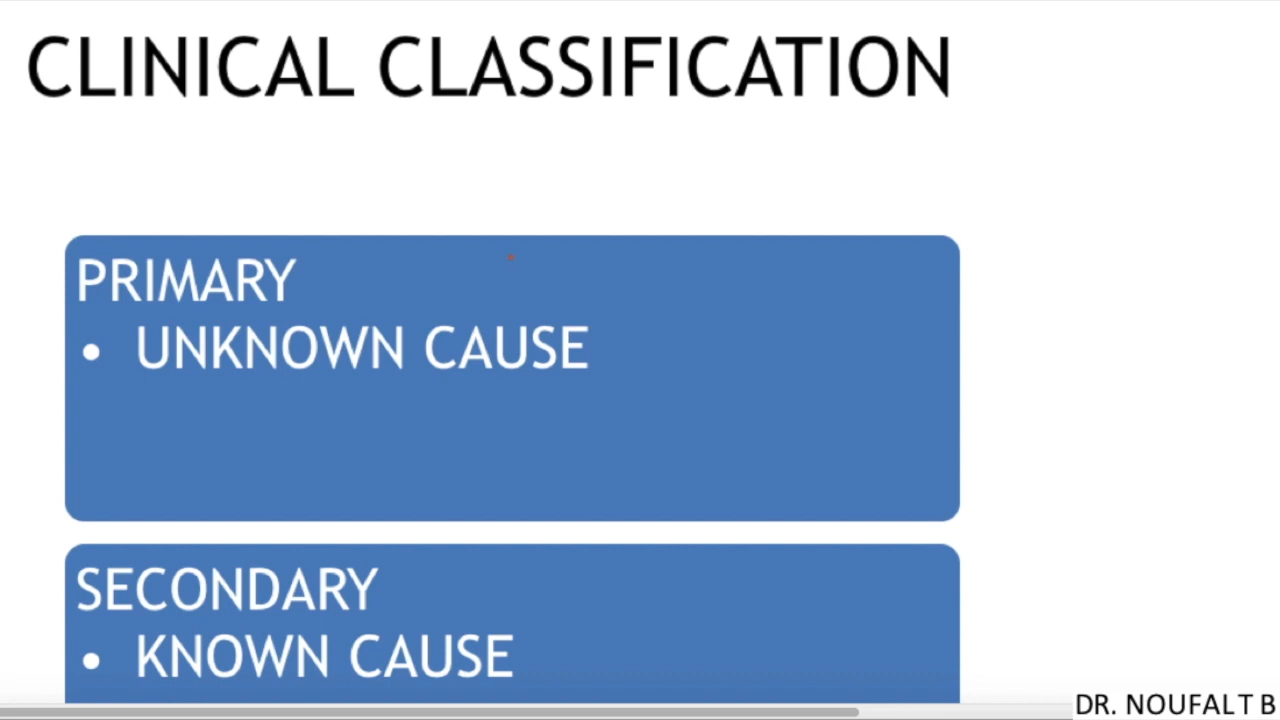 CLINICAL CLASSIFICATION
PRIMARY
• UNKNOWN CAUSE
SECONDARY
• KNOWN CAUSE
DR. NOUFALT B